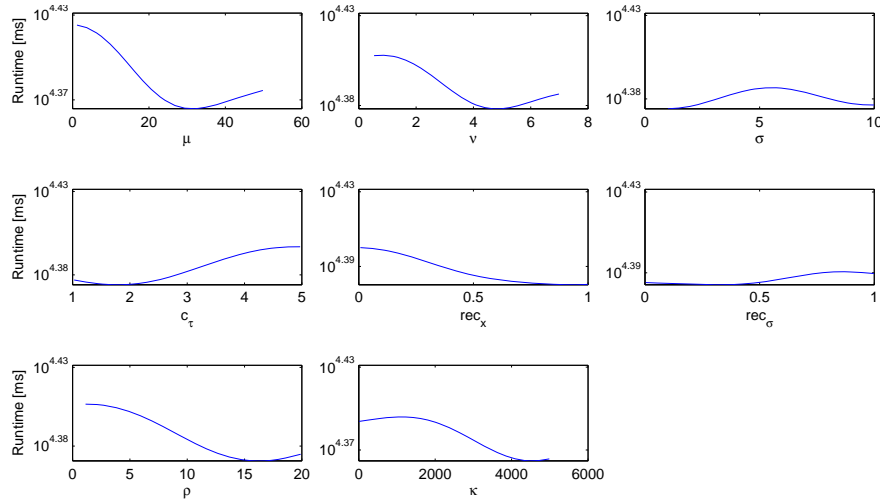 10^4.43
10^4.37
Runtime [ms]
0 20 40 60
μ
10^4.43
10^4.38
0 2 4 6 8
ν
10^4.43
10^4.38
0 5 10
σ
10^4.43
10^4.38
Runtime [ms]
1 2 3 4 5
c_τ
10^4.43
10^4.39
0 0.5 1
rec_x
10^4.43
10^4.39
0 0.5 1
rec_σ
10^4.43
10^4.38
Runtime [ms]
0 5 10 15 20
ρ
10^4.43
10^4.37
0 2000 4000 6000
κ